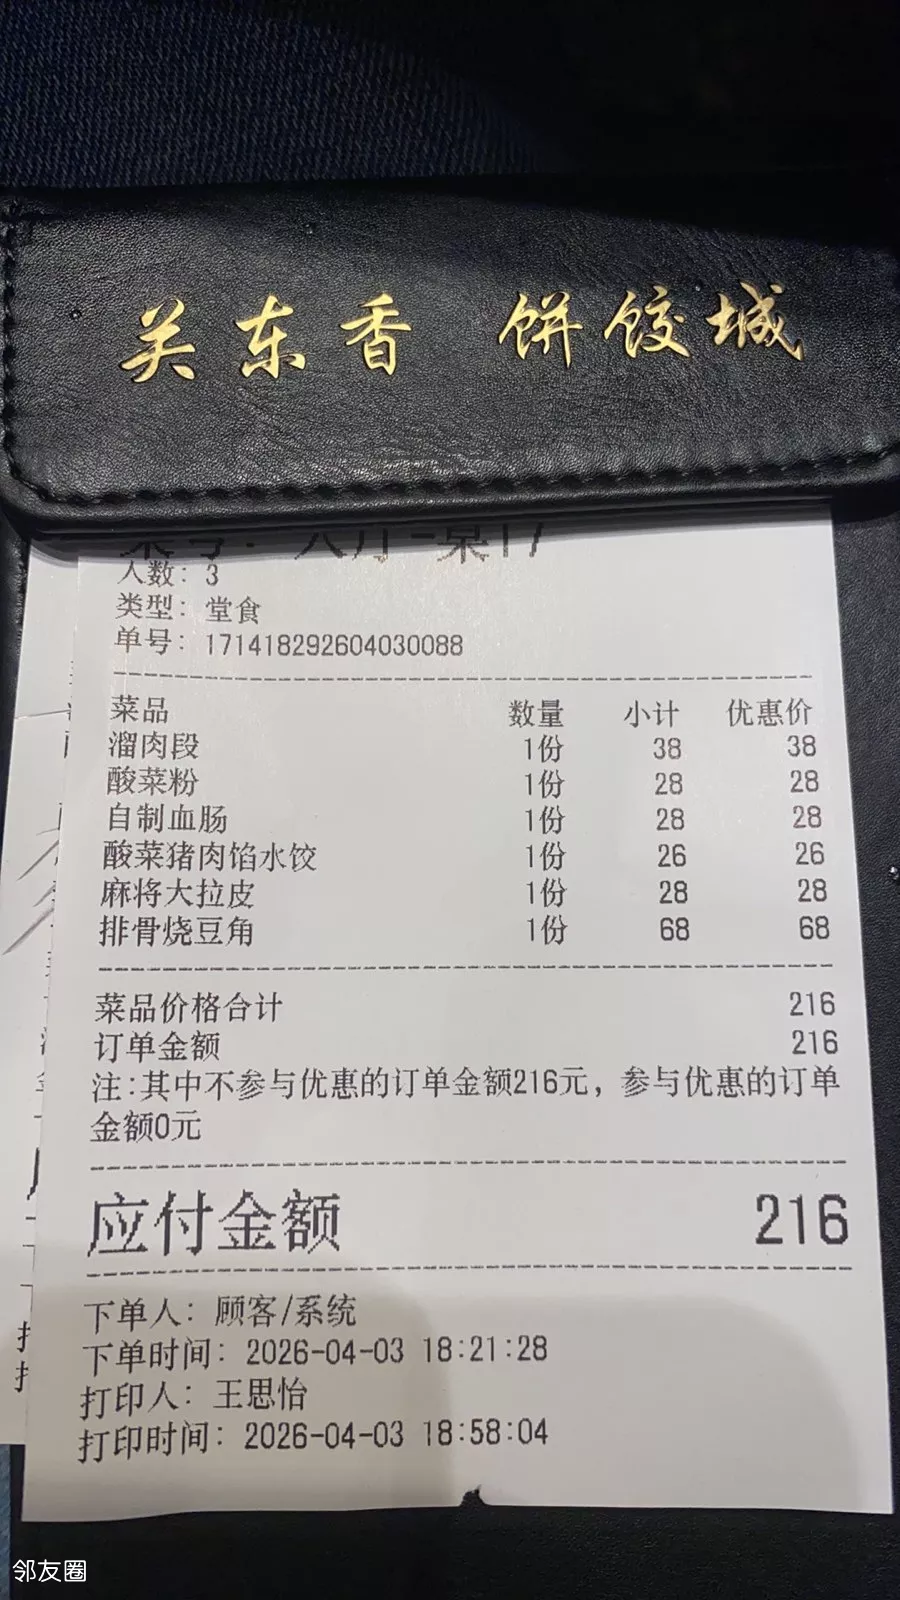 关东香 饼饺城
人数: 3
类型: 堂食
单号: 171418292604030088
菜品 数量 小计 优惠价
溜肉段 1份 38 38
酸菜粉 1份 28 28
自制血肠 1份 28 28
酸菜猪肉馅水饺 1份 26 26
麻将大拉皮 1份 28 28
排骨烧豆角 1份 68 68
菜品价格合计 216
订单金额 216
注:其中不参与优惠的订单金额216元, 参与优惠的订单
金额0元
应付金额 216
下单人: 顾客/系统
下单时间: 2026-04-03 18:21:28
打印人: 王思怡
打印时间: 2026-04-03 18:58:04
邻友圈